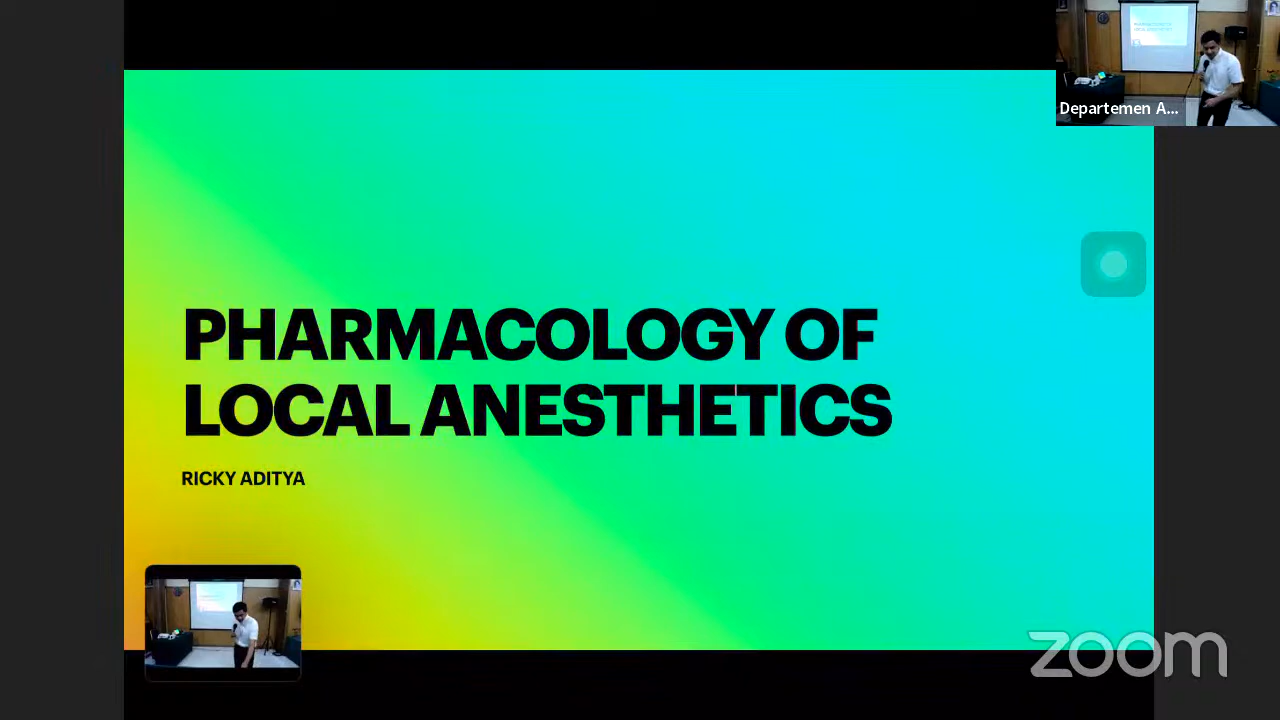 Departemen A...
PHARMACOLOGY OF
LOCAL ANESTHETICS
RICKY ADITYA
zoom